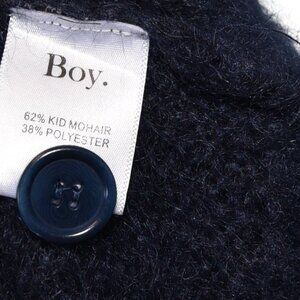 Boy.
62% KID MOHAIR
38% POLYESTER